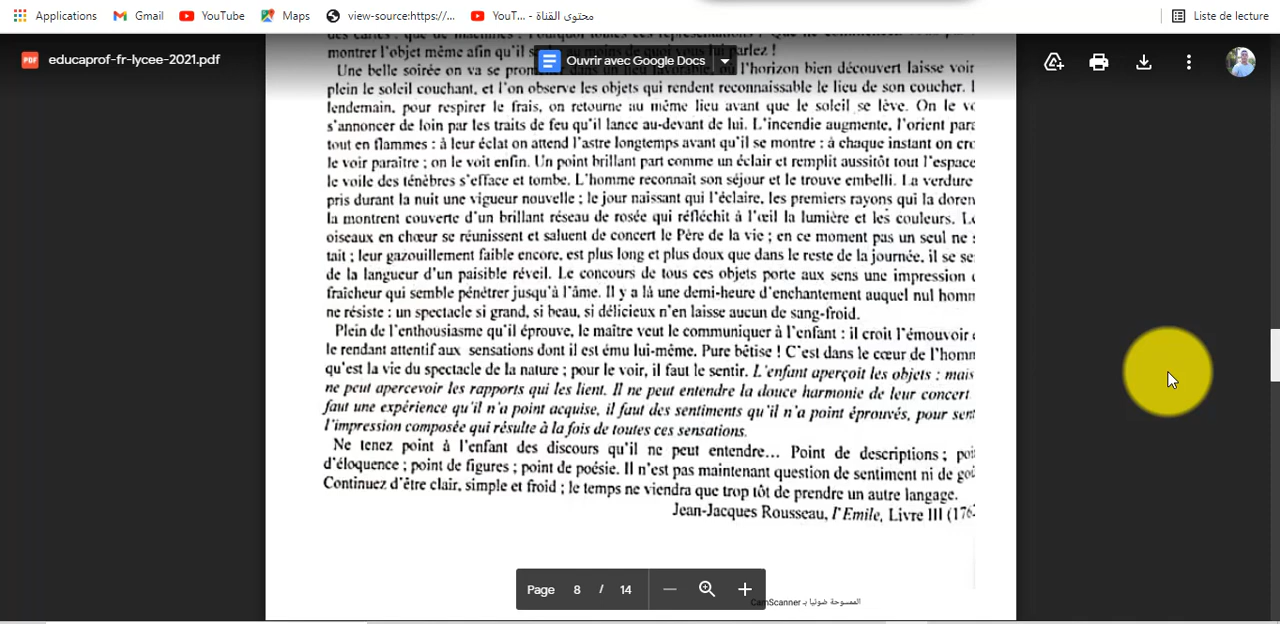 Applications Gmail YouTube Maps view-source:https://... YouT... - محتوى القناة Liste de lecture
educaprof-fr-lycee-2021.pdf
Ouvrir avec Google Docs
montrer l'objet même afin qu'il parlez !
Une belle soirée on va se l'horizon bien découvert laisse voir
plein le soleil couchant, et l'on observe les objets qui rendent reconnaissable le lieu de son coucher.
lendemain, pour respirer le frais, on retourne au même lieu avant que le soleil se lève. On le
s'annoncer de loin par les traits de feu qu'il lance au-devant de lui. L'incendie augmente, l'orient
tout en flammes : à leur éclat on attend l'astre longtemps avant qu'il se montre : à chaque instant on
le voir paraître ; on le voit enfin. Un point brillant part comme un éclair et remplit aussitôt tout l'espace
le voile des ténèbres s'efface et tombe. L'homme reconnaît son séjour et le trouve embelli. La verdure
pris durant la nuit une vigueur nouvelle ; le jour naissant qui l'éclaire, les premiers rayons qui la doren
la montrent couverte d'un brillant réseau de rosée qui réfléchit à l'œil la lumière et les couleurs.
oiseaux en chœur se réunissent et saluent de concert le Père de la vie ; en ce moment pas un seul ne
tait ; leur gazouillement faible encore, est plus long et plus doux que dans le reste de la journée, il se se
de la langueur d'un paisible réveil. Le concours de tous ces objets porte aux sens une impression
fraîcheur qui semble pénétrer jusqu'à l'âme. Il y a là une demi-heure d'enchantement auquel nul homm
ne résiste : un spectacle si grand, si beau, si délicieux n'en laisse aucun de sang-froid.
Plein de l'enthousiasme qu'il éprouve, le maître veut le communiquer à l'enfant : il croit l'émouvoir
le rendant attentif aux sensations dont il est ému lui-même. Pure bêtise ! C'est dans le cœur de l'homm
qu'est la vie du spectacle de la nature ; pour le voir, il faut le sentir. L'enfant aperçoit les objets : mais
ne peut apercevoir les rapports qui les lient. Il ne peut entendre la douce harmonie de leur concert
faut une expérience qu'il n'a point acquise, il faut des sentiments qu'il n'a point éprouvés, pour sent
l'impression composée qui résulte à la fois de toutes ces sensations.
Ne tenez point à l'enfant des discours qu'il ne peut entendre... Point de descriptions ; poi
d'éloquence ; point de figures ; point de poésie. Il n'est pas maintenant question de sentiment ni de goû
Continuez d'être clair, simple et froid ; le temps ne viendra que trop tôt de prendre un autre langage.
Jean-Jacques Rousseau, l'Emile, Livre III (176
Page 8 / 14
الممسوحة ضوئيا بـ CamScanner